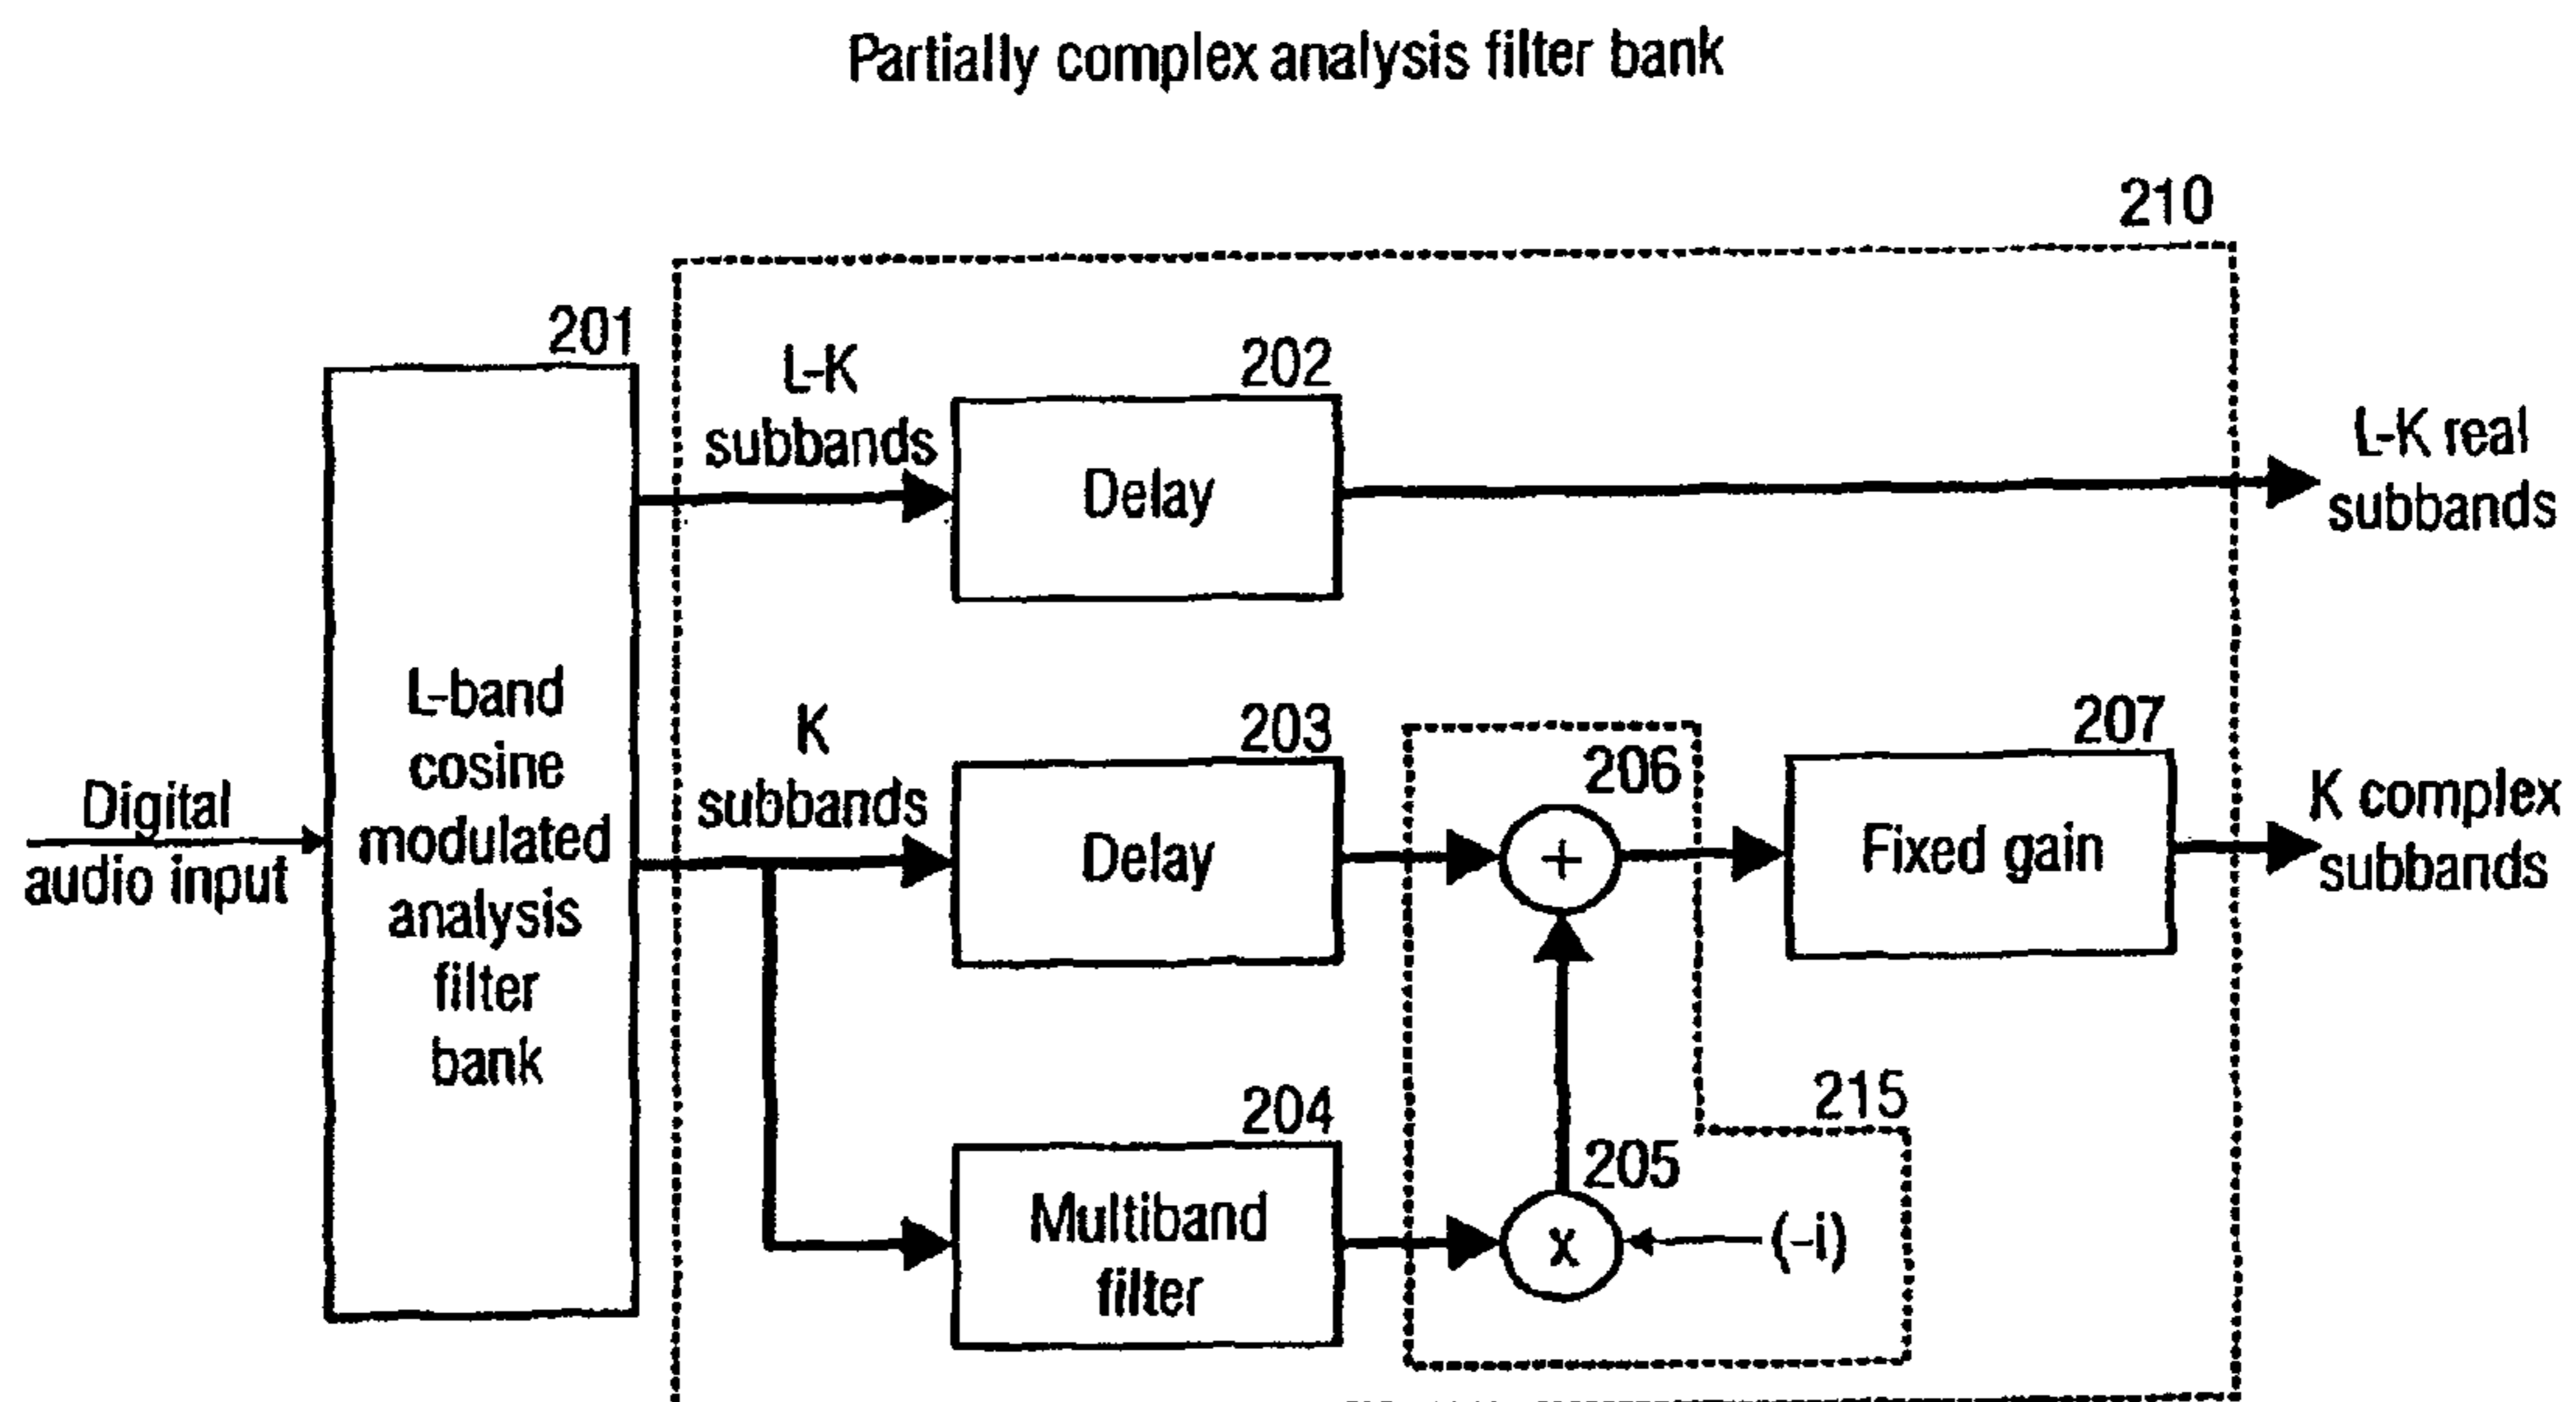 Partially complex analysis filter bank
210
201
L-K
subbands
202
Delay
L-K real
subbands
Digital
audio input
L-band
cosine
modulated
analysis
filter
bank
K
subbands
203
Delay
206
+
207
Fixed gain
K complex
subbands
204
Multiband
filter
215
205
x
(-i)